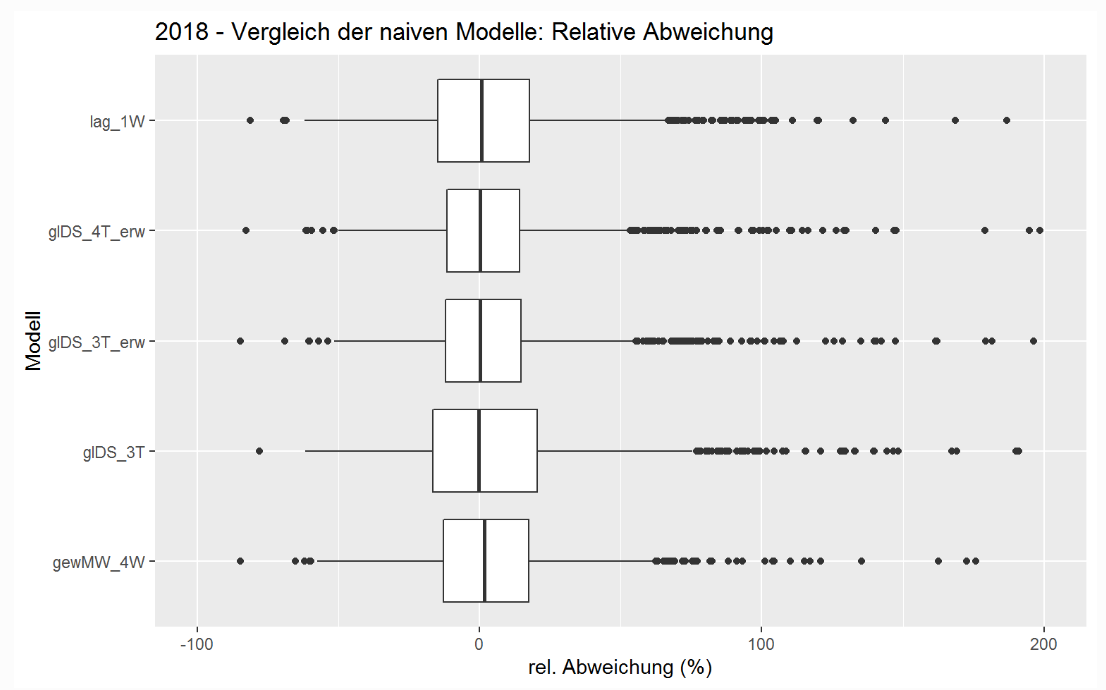 2018 - Vergleich der naiven Modelle: Relative Abweichung
Modell
lag_1W
glDS_4T_erw
glDS_3T_erw
glDS_3T
gewMW_4W
-100 0 100 200
rel. Abweichung (%)